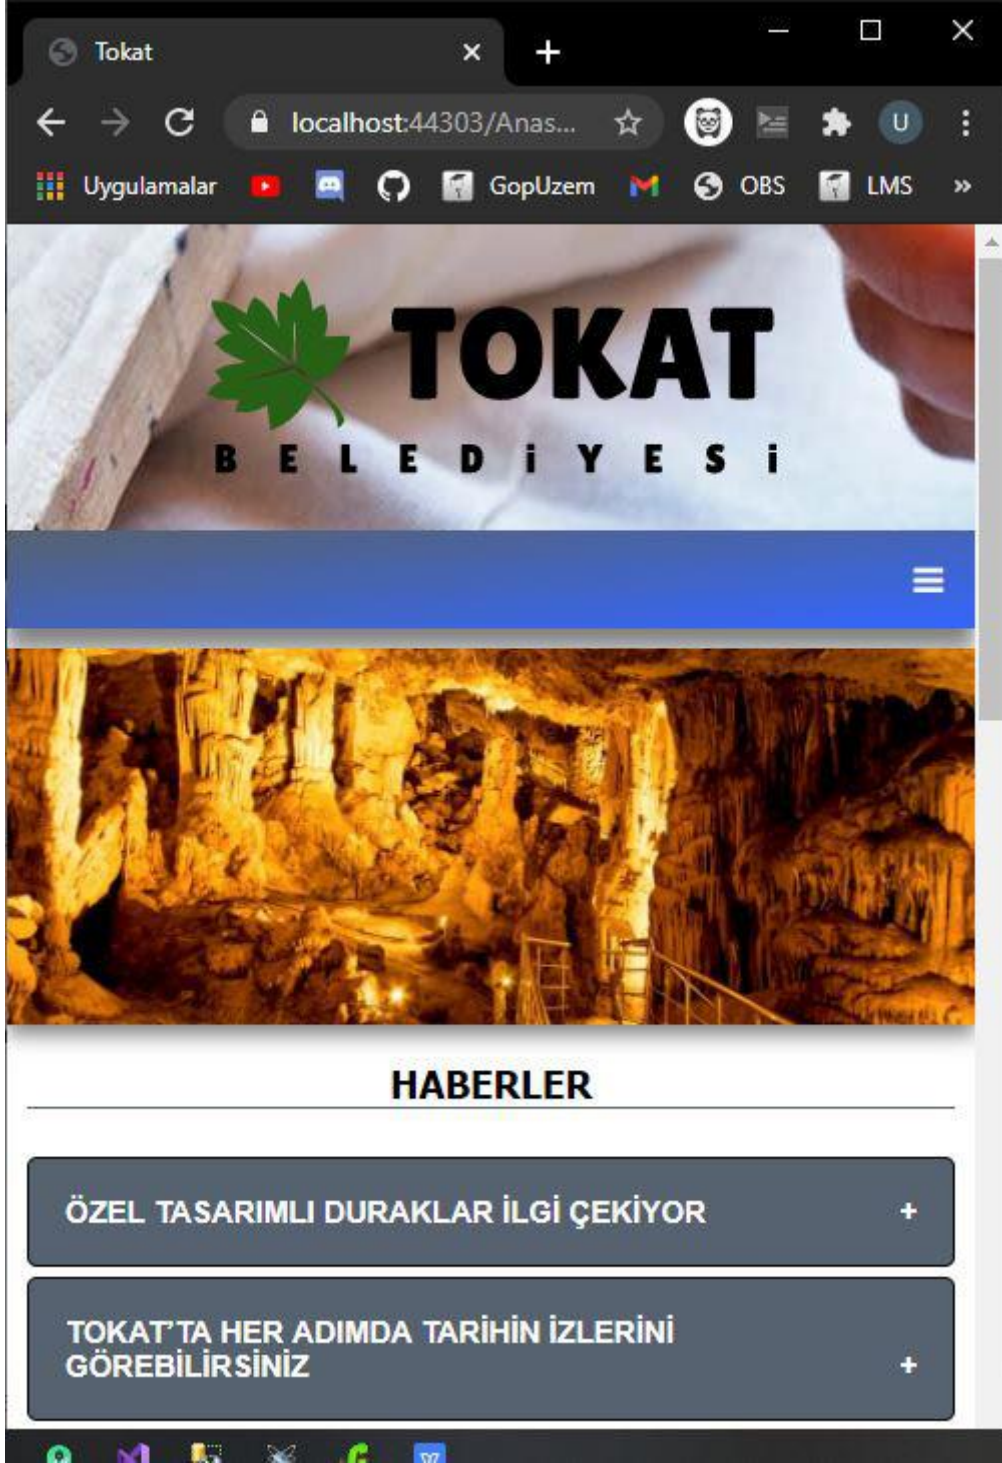 Tokat
localhost:44303/Anas...
U
Uygulamalar
GopUzem
OBS
LMS
TOKAT
BELEDİYESİ
HABERLER
ÖZEL TASARIMLI DURAKLAR İLGİ ÇEKİYOR
+
TOKAT'TA HER ADIMDA TARİHİN İZLERİNİ
GÖREBİLİRSİNİZ
+